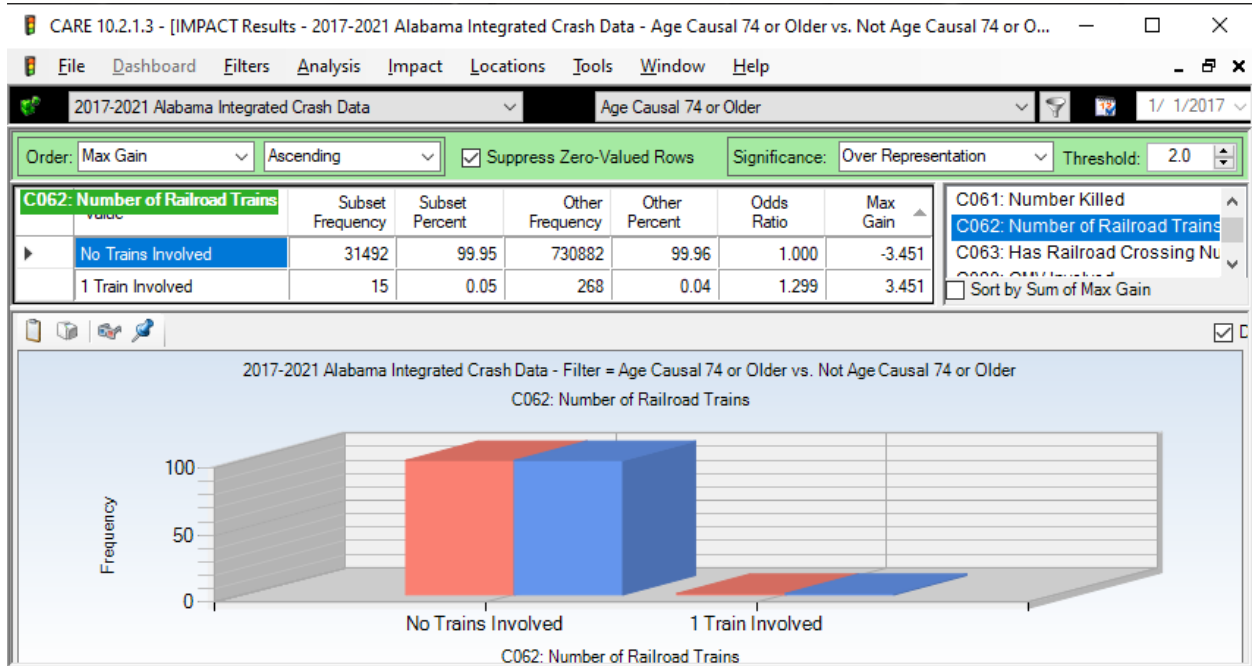 CARE 10.2.1.3 - [IMPACT Results - 2017-2021 Alabama Integrated Crash Data - Age Causal 74 or Older vs. Not Age Causal 74 or O...
File Dashboard Filters Analysis Impact Locations Tools Window Help
2017-2021 Alabama Integrated Crash Data Age Causal 74 or Older 1/ 1/2017
Order: Max Gain Ascending Suppress Zero-Valued Rows Significance: Over Representation Threshold: 2.0
C062: Number of Railroad Trains Subset Frequency Subset Percent Other Frequency Other Percent Odds Ratio Max Gain
No Trains Involved 31492 99.95 730882 99.96 1.000 -3.451
1 Train Involved 15 0.05 268 0.04 1.299 3.451
C061: Number Killed
C062: Number of Railroad Trains
C063: Has Railroad Crossing Nu
Sort by Sum of Max Gain
D
2017-2021 Alabama Integrated Crash Data - Filter = Age Causal 74 or Older vs. Not Age Causal 74 or Older
C062: Number of Railroad Trains
Frequency
100
50
0
No Trains Involved 1 Train Involved
C062: Number of Railroad Trains